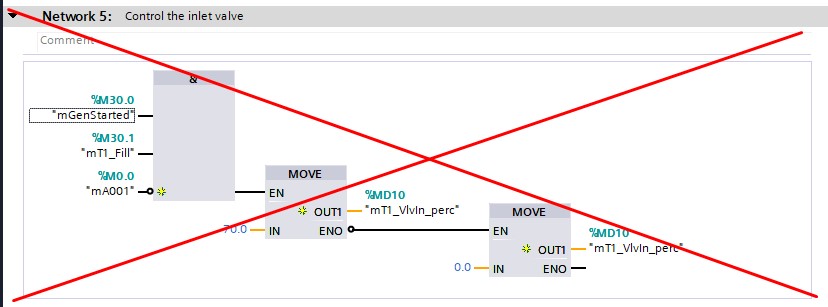 Network 5: Control the inlet valve
Comment
&
%M30.0
"mGenStarted"
%M30.1
"mT1_Fill"
%M0.0
"mA001"
MOVE
EN
%MD10
OUT1 "mT1_VlvIn_perc"
70.0 IN ENO
MOVE
EN
%MD10
OUT1 "mT1_VlvIn_perc"
0.0 IN ENO